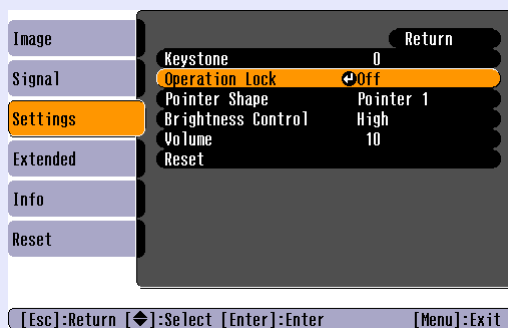 Image
Signal
Settings
Extended
Info
Reset
Return
Keystone 0
Operation Lock Off
Pointer Shape Pointer 1
Brightness Control High
Volume 10
Reset
[Esc]:Return [◆]:Select [Enter]:Enter [Menu]:Exit